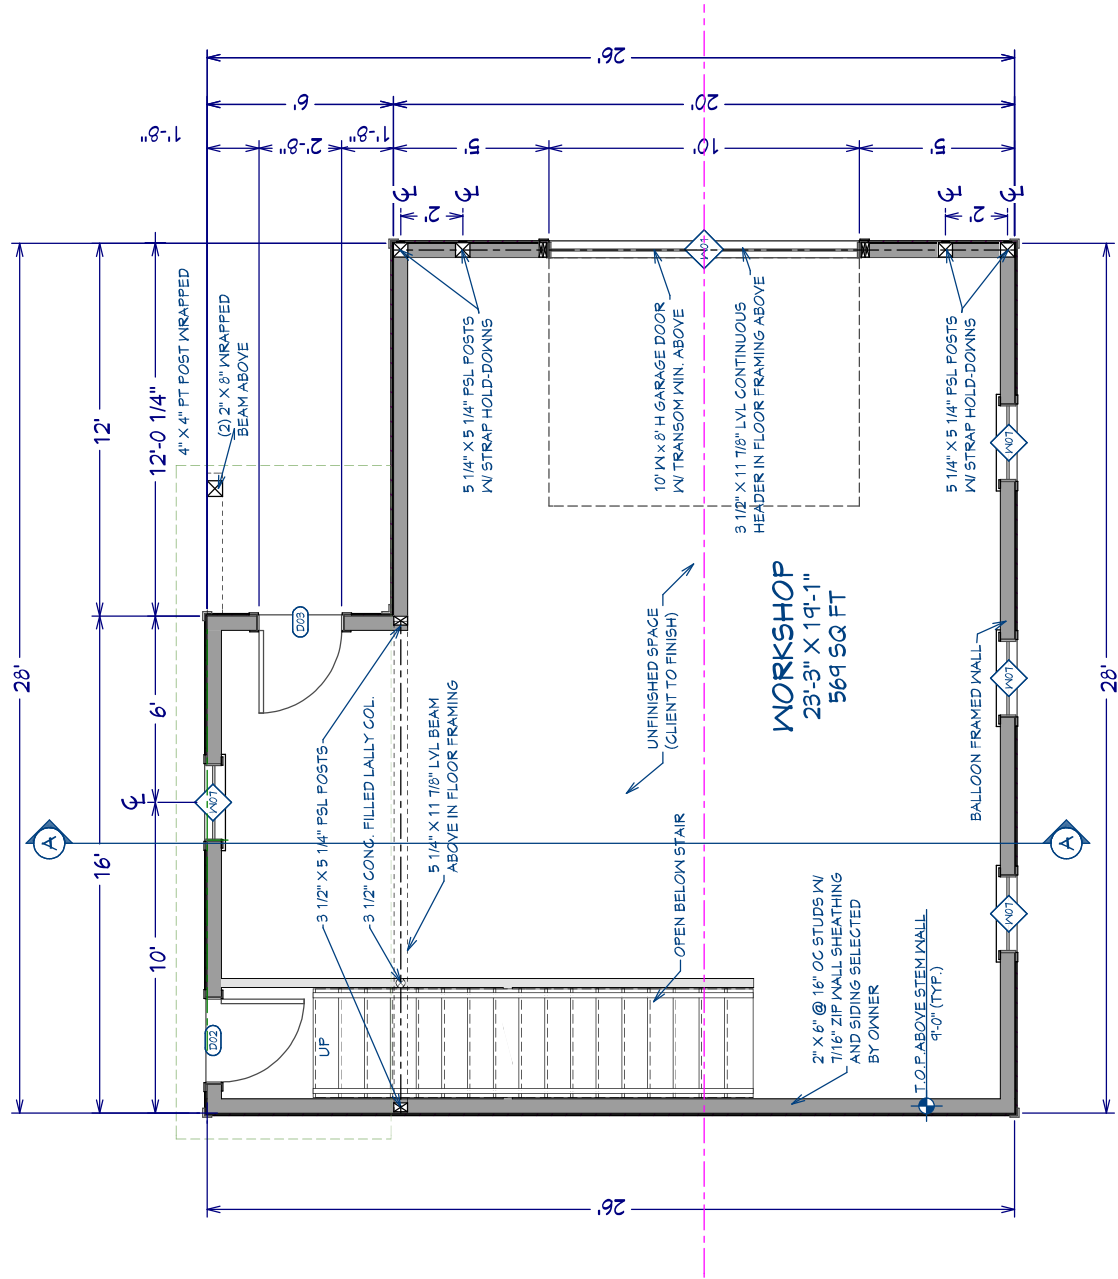 26'
6'
20'
1'-8"
2'-8"
1'-8"
5'
10'
5'
2'
2'
28'
12'
12'-0 1/4"
16'
6'
10'
28'
26'
4" X 4" PT POST WRAPPED
(2) 2" X 8" WRAPPED
BEAM ABOVE
5 1/4" X 5 1/4" PSL POSTS
W/ STRAP HOLD-DOWNS
10' W x 8' H GARAGE DOOR
W/ TRANSOM WIN. ABOVE
3 1/2" X 11 7/8" LVL CONTINUOUS
HEADER IN FLOOR FRAMING ABOVE
5 1/4" X 5 1/4" PSL POSTS
W/ STRAP HOLD-DOWNS
D03
3 1/2" X 5 1/4" PSL POSTS
3 1/2" CONC. FILLED LALLY COL.
5 1/4" X 11 7/8" LVL BEAM
ABOVE IN FLOOR FRAMING
UNFINISHED SPACE
(CLIENT TO FINISH)
WORKSHOP
23'-3" X 19'-1"
569 SQ FT
BALLOON FRAMED WALL
OPEN BELOW STAIR
2" X 6" @ 16" OC STUDS W/
7/16" ZIP WALL SHEATHING
AND SIDING SELECTED
BY OWNER
T.O.P. ABOVE STEM WALL
9'-0" (TYP.)
D02
UP
A
A